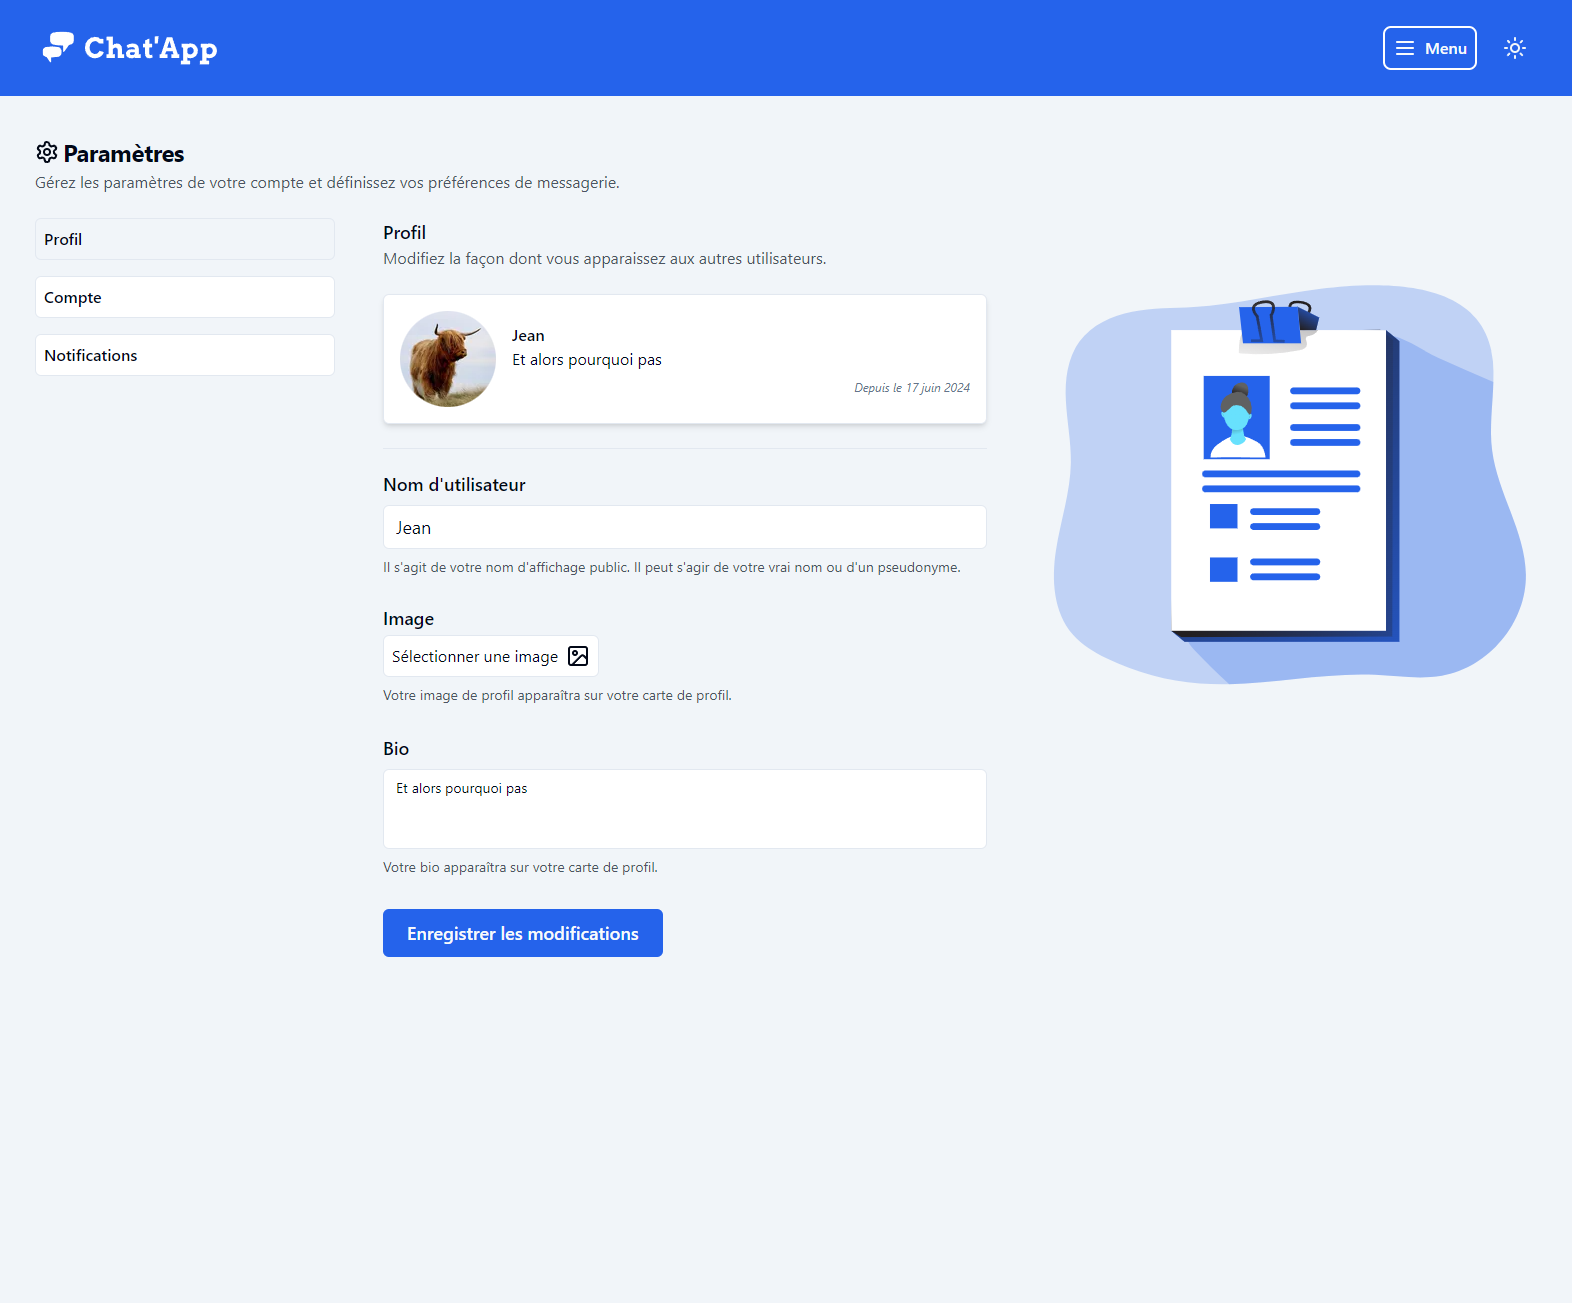 Chat'App
Menu
Paramètres
Gérez les paramètres de votre compte et définissez vos préférences de messagerie.
Profil
Compte
Notifications
Profil
Modifiez la façon dont vous apparaissez aux autres utilisateurs.
Jean
Et alors pourquoi pas
Depuis le 17 juin 2024
Nom d'utilisateur
Jean
Il s'agit de votre nom d'affichage public. Il peut s'agir de votre vrai nom ou d'un pseudonyme.
Image
Sélectionner une image
Votre image de profil apparaîtra sur votre carte de profil.
Bio
Et alors pourquoi pas
Votre bio apparaîtra sur votre carte de profil.
Enregistrer les modifications